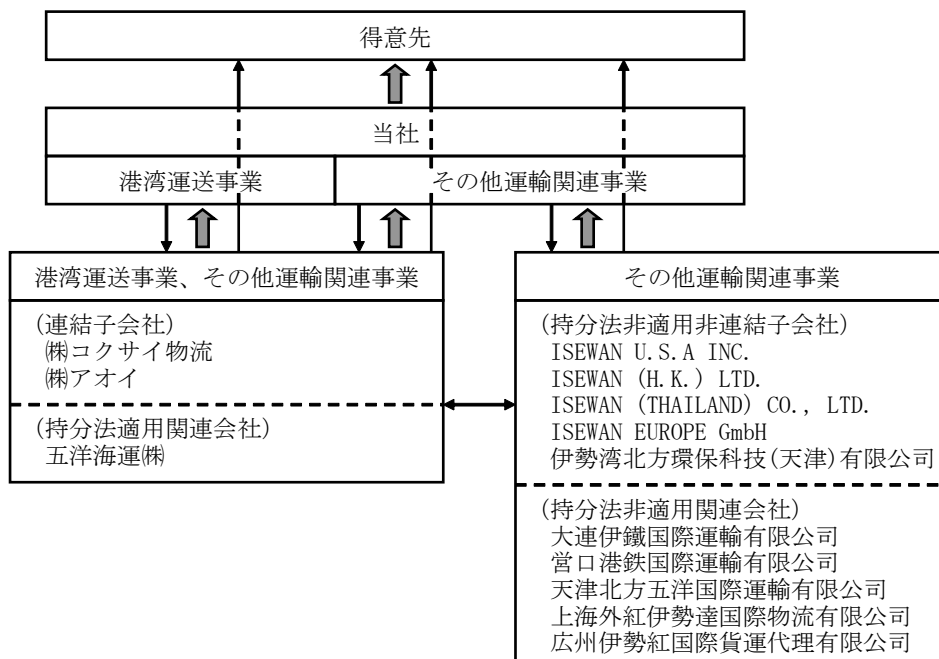 得意先
当社
港湾運送事業
その他運輸関連事業
港湾運送事業、その他運輸関連事業
(連結子会社)
㈱コクサイ物流
㈱アオイ
(持分法適用関連会社)
五洋海運㈱
その他運輸関連事業
(持分法非適用非連結子会社)
ISEWAN U.S.A INC.
ISEWAN (H.K.) LTD.
ISEWAN (THAILAND) CO., LTD.
ISEWAN EUROPE GmbH
伊勢湾北方環保科技(天津)有限公司
(持分法非適用関連会社)
大連伊鐵国際運輸有限公司
営口港鉄国際運輸有限公司
天津北方五洋国際運輸有限公司
上海外紅伊勢達国際物流有限公司
広州伊勢紅国際貨運代理有限公司